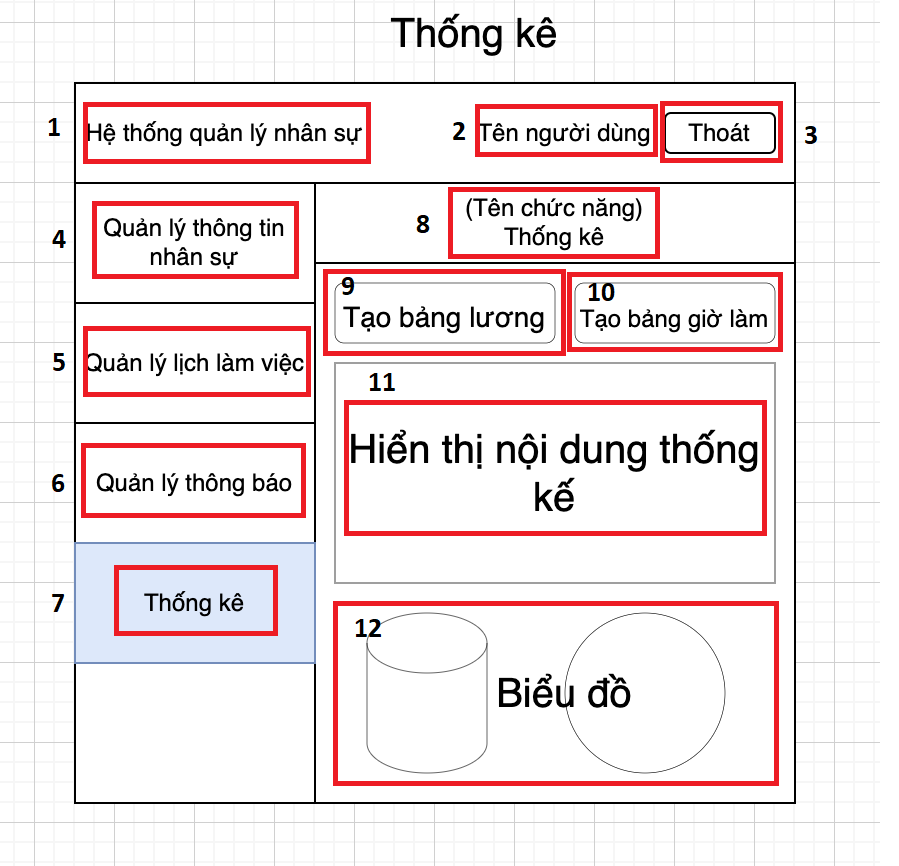 Thống kê
1 Hệ thống quản lý nhân sự 2 Tên người dùng Thoát 3
4 Quản lý thông tin
nhân sự
5 Quản lý lịch làm việc
6 Quản lý thông báo
7 Thống kê
8 (Tên chức năng)
Thống kê
9
Tạo bảng lương
10
Tạo bảng giờ làm
11
Hiển thị nội dung thống
kế
12
Biểu đồ